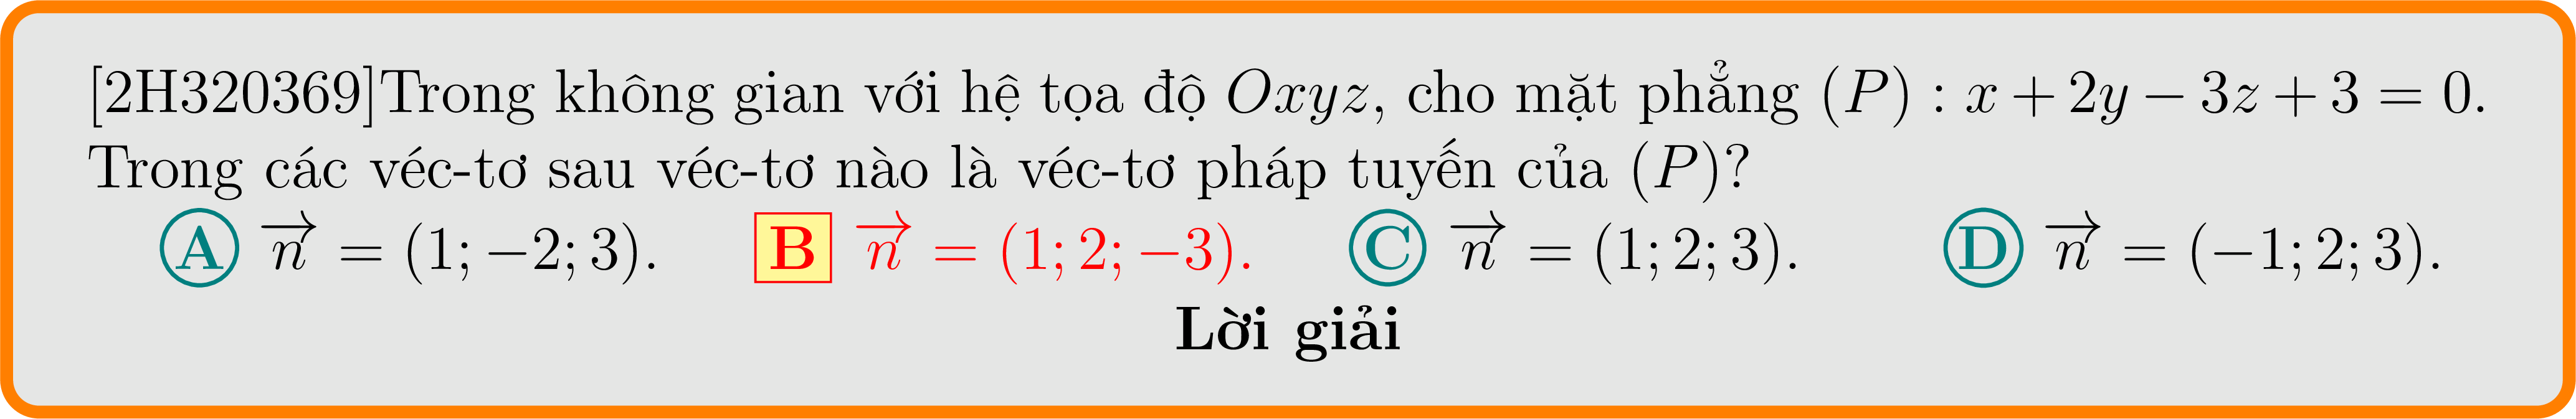 [2H320369]Trong không gian với hệ tọa độ Oxyz, cho mặt phẳng (P) : x + 2y − 3z + 3 = 0.
Trong các véc-tơ sau véc-tơ nào là véc-tơ pháp tuyến của (P)?
A $\overrightarrow{n}$ = (1; −2; 3). B $\overrightarrow{n}$ = (1; 2; −3). C $\overrightarrow{n}$ = (1; 2; 3). D $\overrightarrow{n}$ = (−1; 2; 3).
Lời giải